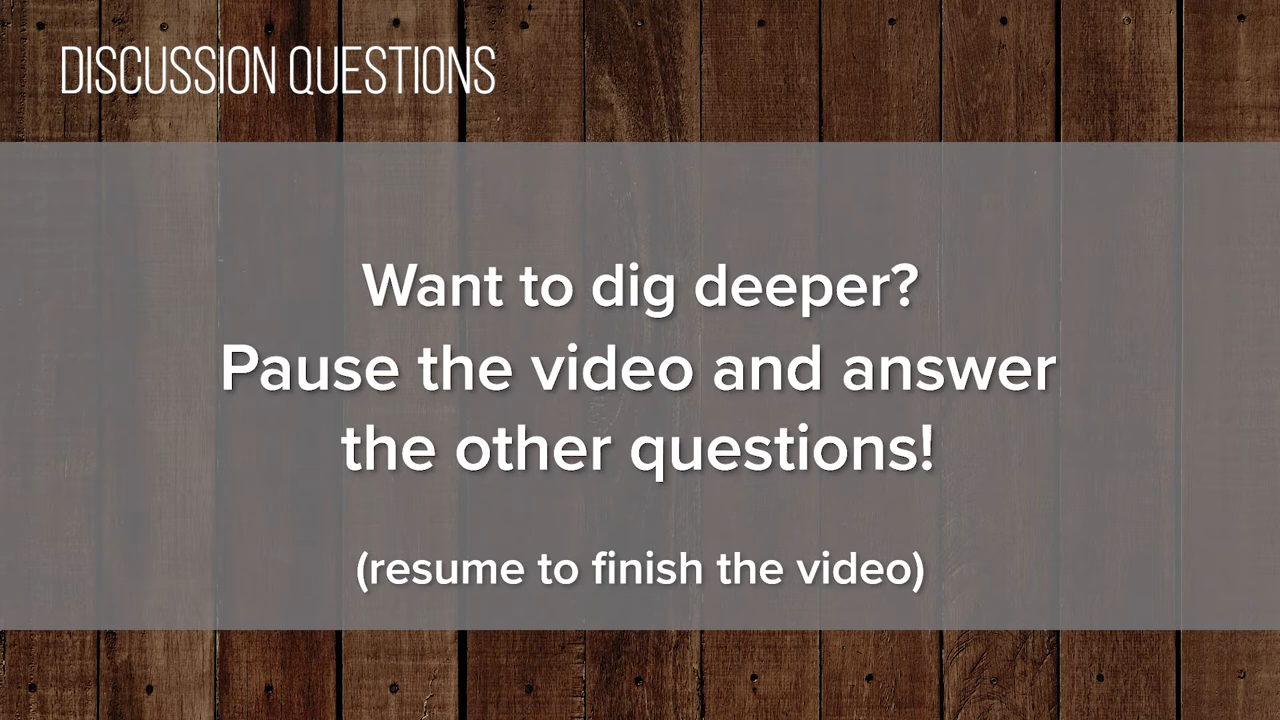 DISCUSSION QUESTIONS
Want to dig deeper?
Pause the video and answer
the other questions!
(resume to finish the video)